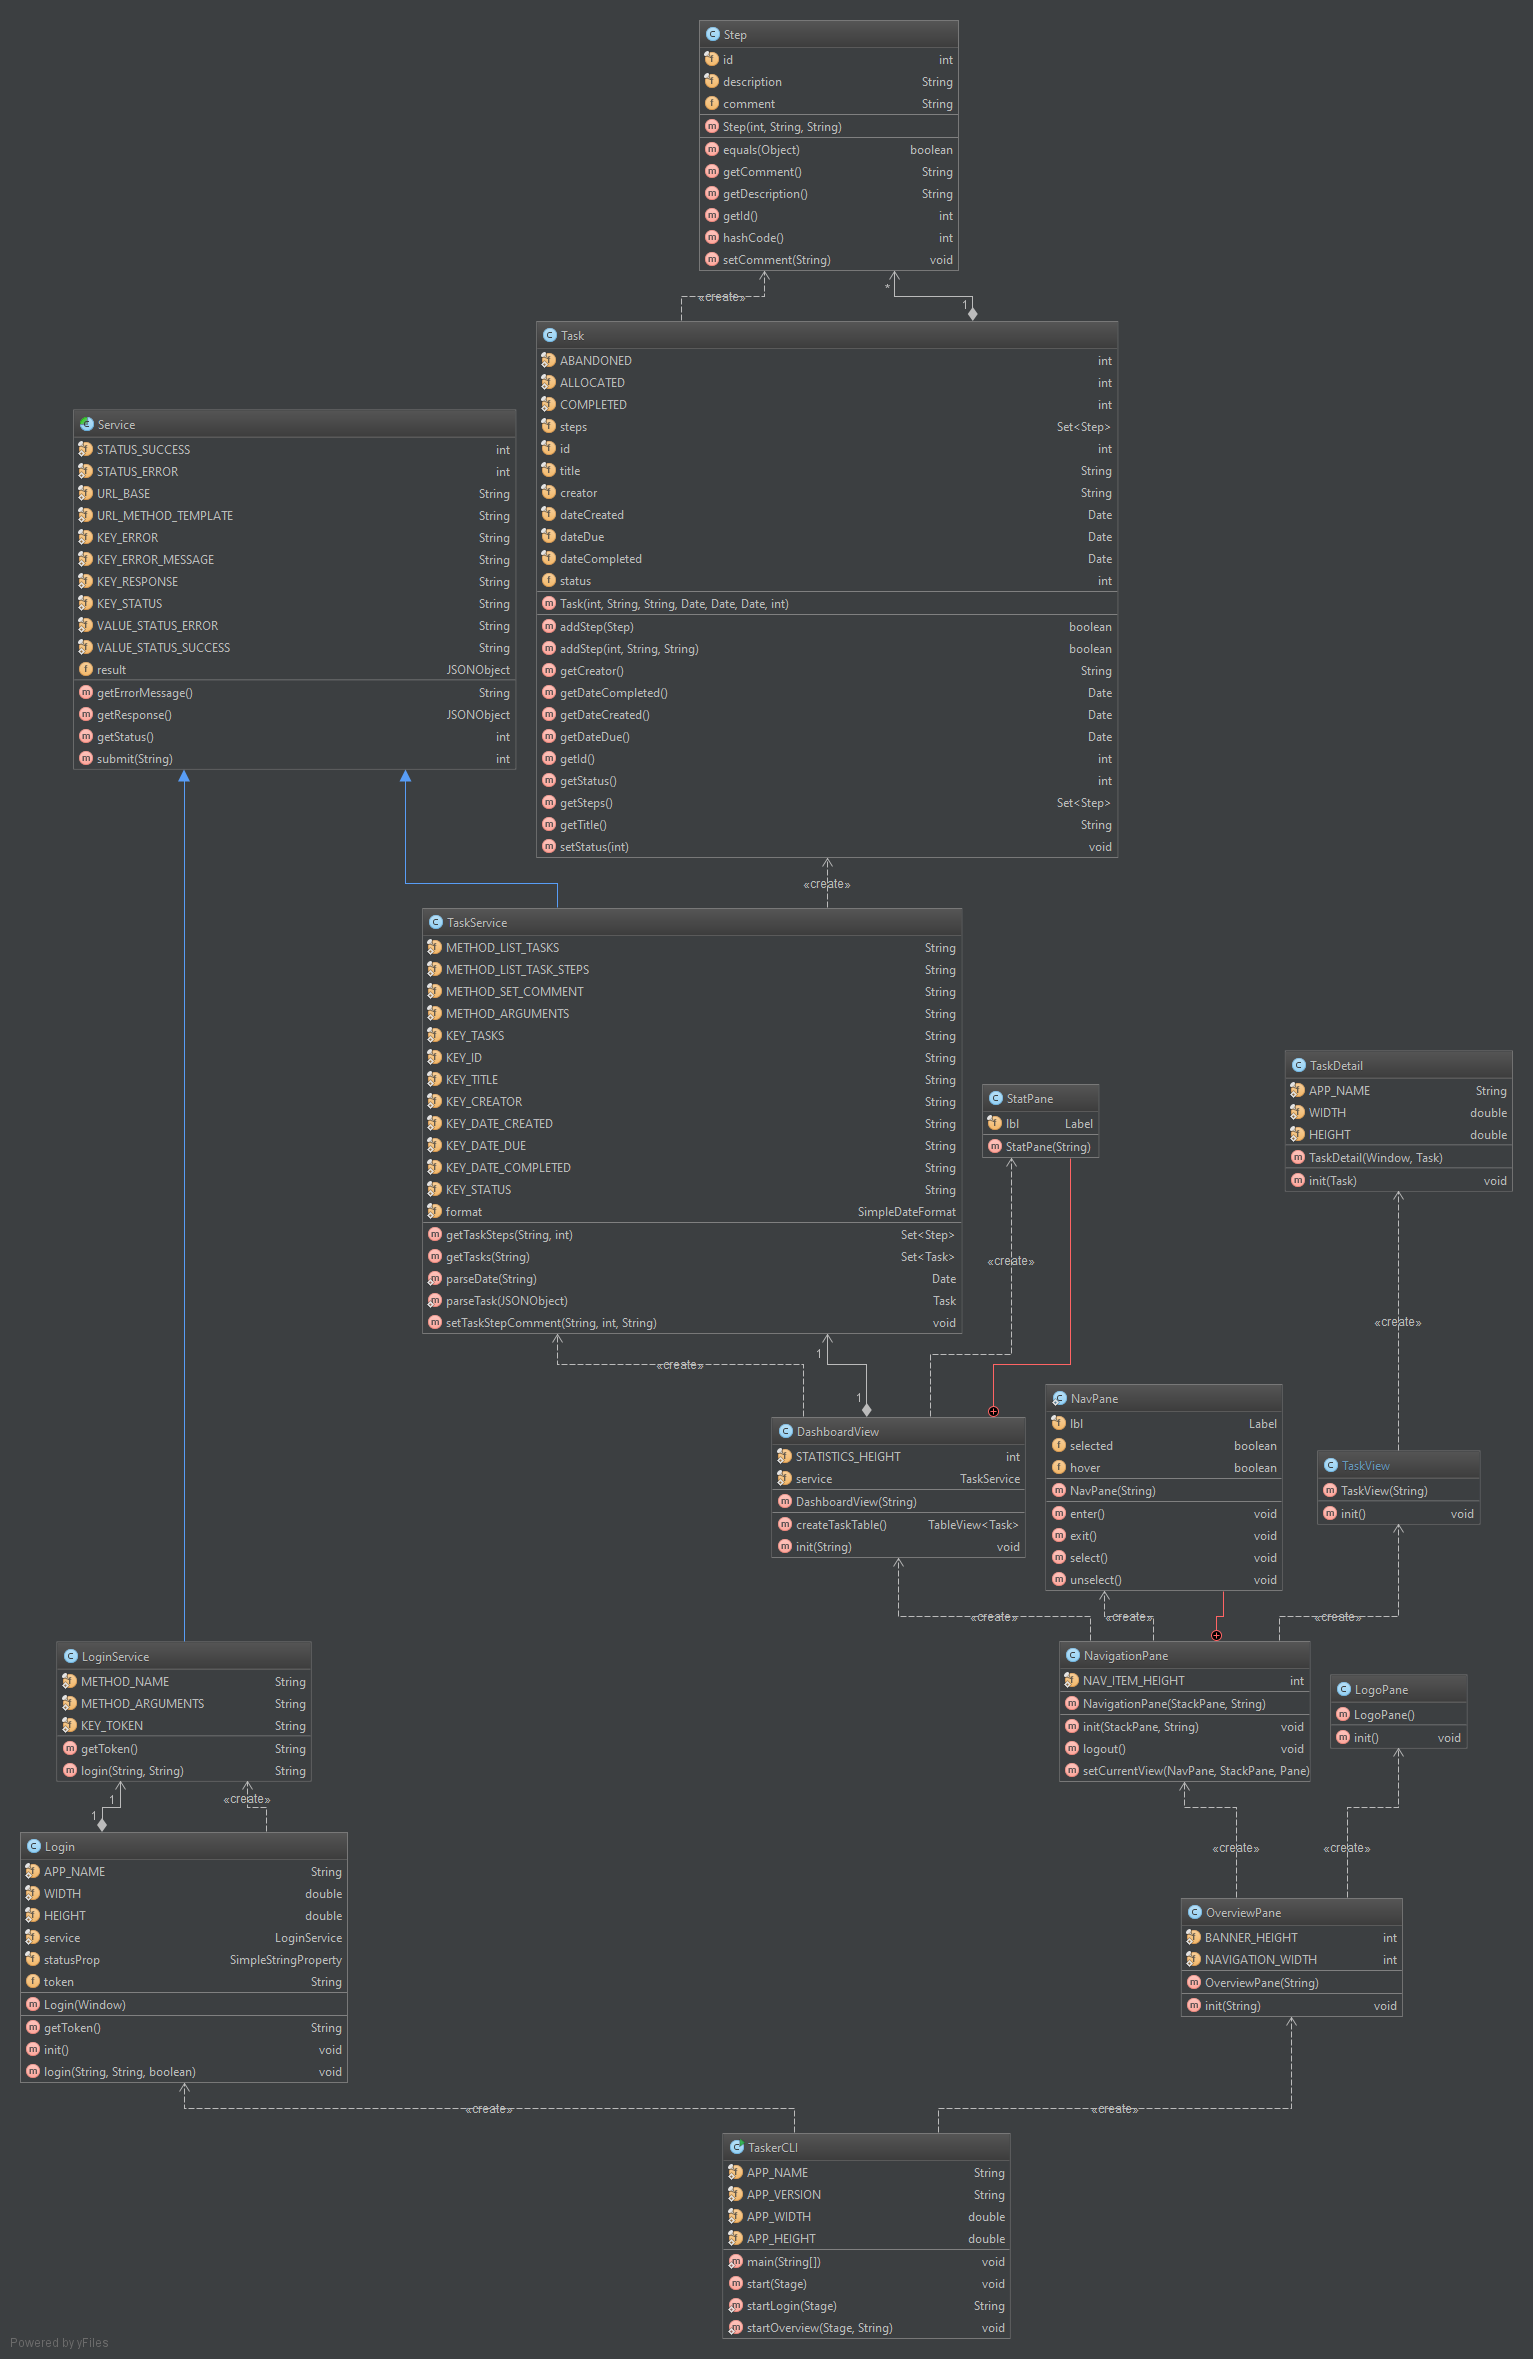 Step
id int
description String
comment String
Step(int, String, String)
equals(Object) boolean
getComment() String
getDescription() String
getId() int
hashCode() int
setComment(String) void
«create»
*
1
Task
ABANDONED int
ALLOCATED int
COMPLETED int
steps Set<Step>
id int
title String
creator String
dateCreated Date
dateDue Date
dateCompleted Date
status int
Task(int, String, String, Date, Date, Date, int)
addStep(Step) boolean
addStep(int, String, String) boolean
getCreator() String
getDateCompleted() Date
getDateCreated() Date
getDateDue() Date
getId() int
getStatus() int
getSteps() Set<Step>
getTitle() String
setStatus(int) void
Service
STATUS_SUCCESS int
STATUS_ERROR int
URL_BASE String
URL_METHOD_TEMPLATE String
KEY_ERROR String
KEY_ERROR_MESSAGE String
KEY_RESPONSE String
KEY_STATUS String
VALUE_STATUS_ERROR String
VALUE_STATUS_SUCCESS String
result JSONObject
getErrorMessage() String
getResponse() JSONObject
getStatus() int
submit(String) int
«create»
TaskService
METHOD_LIST_TASKS String
METHOD_LIST_TASK_STEPS String
METHOD_SET_COMMENT String
METHOD_ARGUMENTS String
KEY_TASKS String
KEY_ID String
KEY_TITLE String
KEY_CREATOR String
KEY_DATE_CREATED String
KEY_DATE_DUE String
KEY_DATE_COMPLETED String
KEY_STATUS String
format SimpleDateFormat
getTaskSteps(String, int) Set<Step>
getTasks(String) Set<Task>
parseDate(String) Date
parseTask(JSONObject) Task
setTaskStepComment(String, int, String) void
StatPane
lbl Label
StatPane(String)
TaskDetail
APP_NAME String
WIDTH double
HEIGHT double
TaskDetail(Window, Task)
init(Task) void
«create»
«create»
«create»
1
1
DashboardView
STATISTICS_HEIGHT int
service TaskService
DashboardView(String)
createTaskTable() TableView<Task>
init(String) void
NavPane
lbl Label
selected boolean
hover boolean
NavPane(String)
enter() void
exit() void
select() void
unselect() void
TaskView
TaskView(String)
init() void
«create»
«create»
«create»
LoginService
METHOD_NAME String
METHOD_ARGUMENTS String
KEY_TOKEN String
getToken() String
login(String, String) String
NavigationPane
NAV_ITEM_HEIGHT int
NavigationPane(StackPane, String)
init(StackPane, String) void
logout() void
setCurrentView(NavPane, StackPane, Pane)
LogoPane
LogoPane()
init() void
1
1
«create»
«create»
«create»
Login
APP_NAME String
WIDTH double
HEIGHT double
service LoginService
statusProp SimpleStringProperty
token String
Login(Window)
getToken() String
init() void
login(String, String, boolean) void
OverviewPane
BANNER_HEIGHT int
NAVIGATION_WIDTH int
OverviewPane(String)
init(String) void
«create»
«create»
TaskerCLI
APP_NAME String
APP_VERSION String
APP_WIDTH double
APP_HEIGHT double
main(String[]) void
start(Stage) void
startLogin(Stage) String
startOverview(Stage, String) void
Powered by yFiles